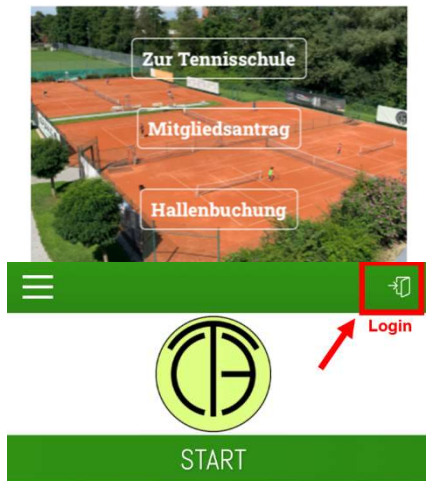 Zur Tennisschule
Mitgliedsantrag
Hallenbuchung
Login
START